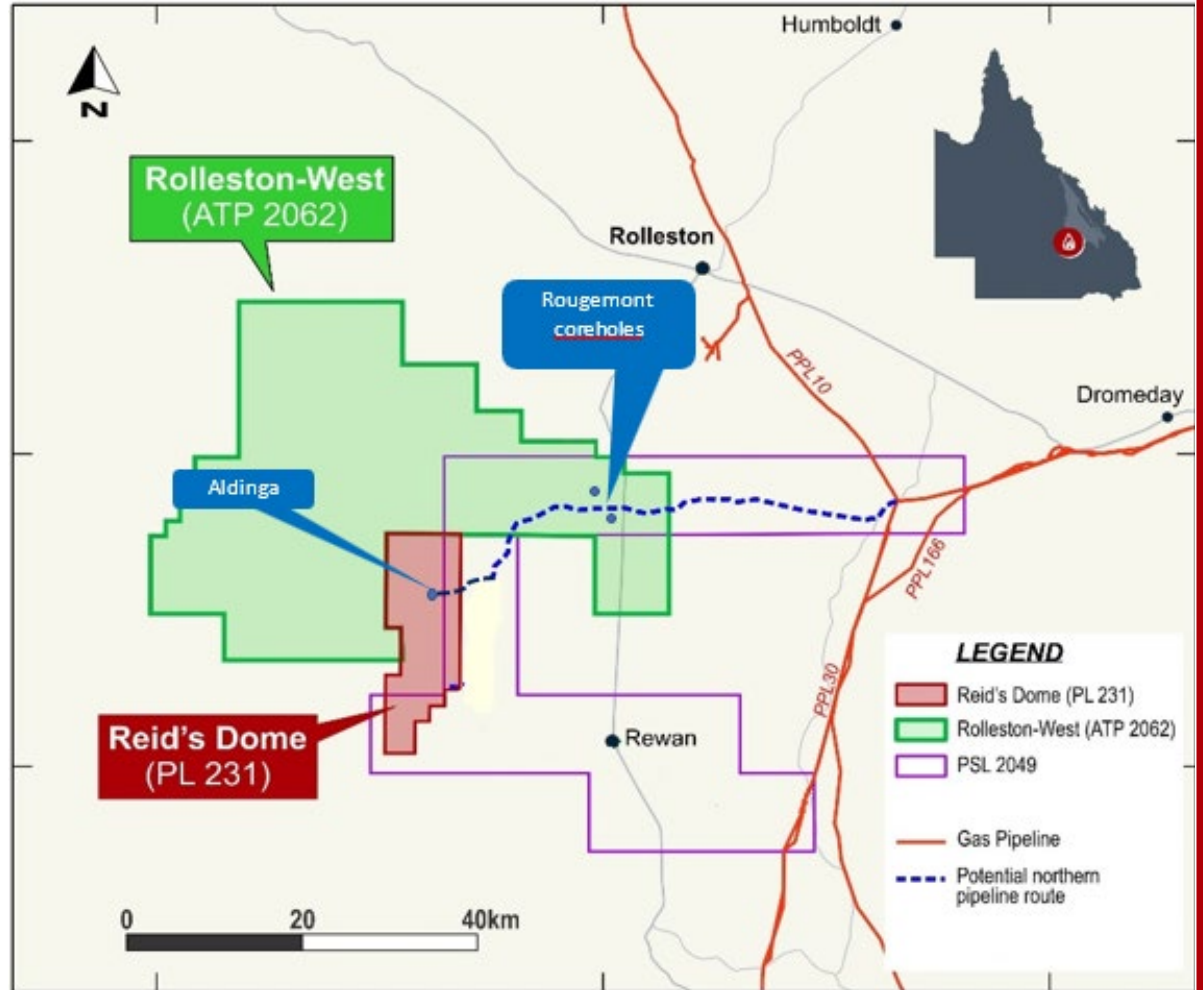 Humboldt
N
Rolleston-West
(ATP 2062)
Rolleston
Rougemont
coreholes
PPL10
Dromeday
Aldinga
PPL166
PPL30
Reid's Dome
(PL 231)
Rewan
LEGEND
Reid's Dome (PL 231)
Rolleston-West (ATP 2062)
PSL 2049
Gas Pipeline
Potential northern
pipeline route
0 20 40km